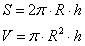 S = 2π · R · h
V = π · R² · h